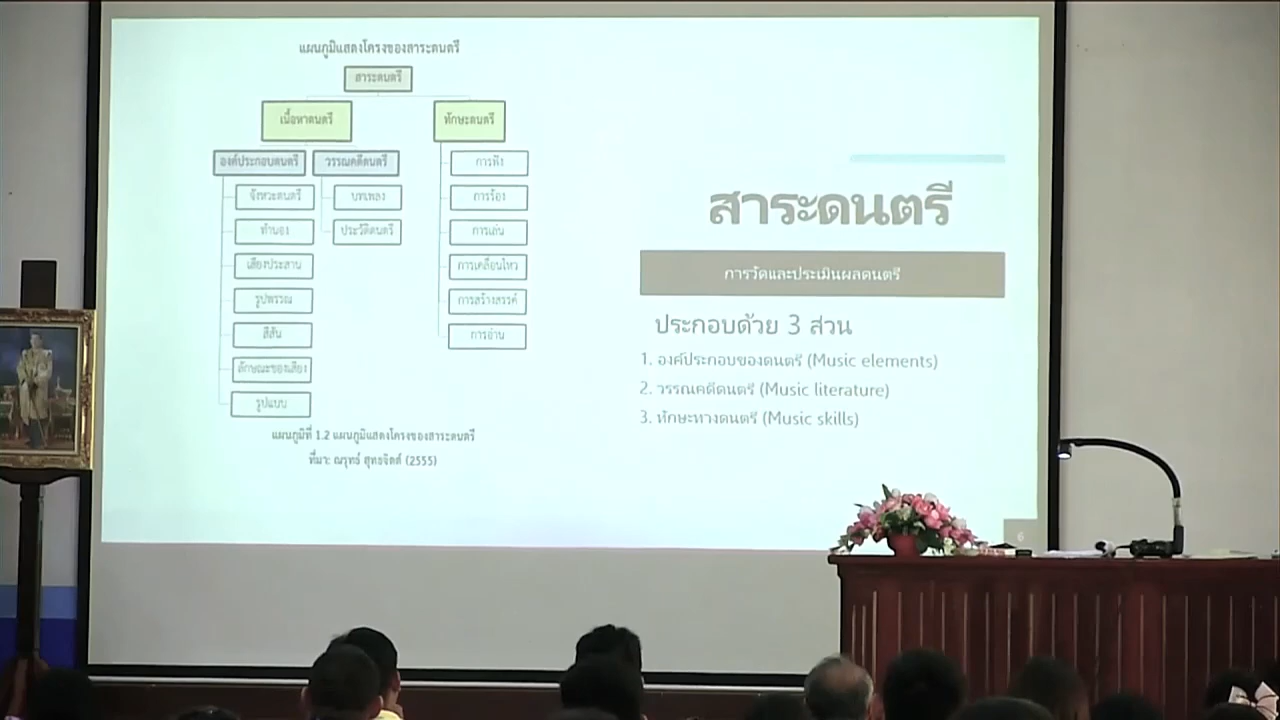 แผนภูมิแสดงโครงของสาระดนตรี
สาระดนตรี
เนื้อหาดนตรี
ทักษะดนตรี
องค์ประกอบดนตรี
วรรณคดีดนตรี
การฟัง
จังหวะดนตรี
บทเพลง
การร้อง
ทำนอง
ประวัติดนตรี
การเล่น
เสียงประสาน
การเคลื่อนไหว
รูปพรรณ
การสร้างสรรค์
สีสัน
การอ่าน
ลักษณะของเสียง
รูปแบบ
แผนภูมิที่ 1.2 แผนภูมิแสดงโครงของสาระดนตรี
ที่มา: ณรุทธ์ สุทธจิตต์ (2555)
สาระดนตรี
การวัดและประเมินผลดนตรี
ประกอบด้วย 3 ส่วน
1. องค์ประกอบของดนตรี (Music elements)
2. วรรณคดีดนตรี (Music literature)
3. ทักษะทางดนตรี (Music skills)
6